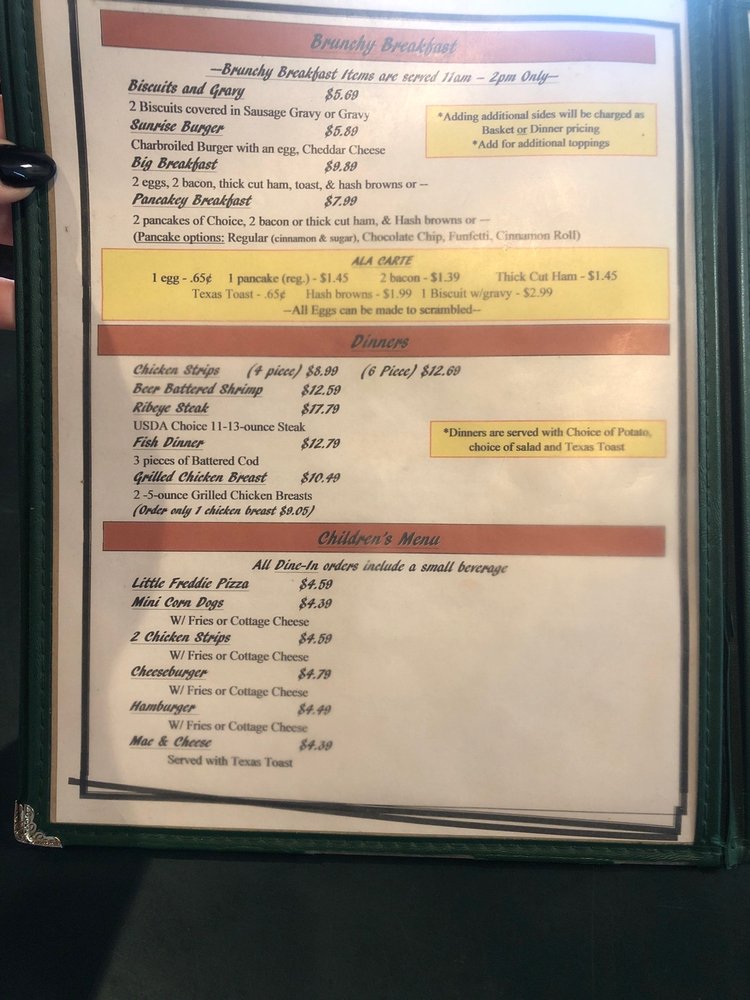 Brunchy Breakfast
—Brunchy Breakfast Items are served 11am – 2pm Only—
Biscuits and Gravy $5.69
2 Biscuits covered in Sausage Gravy or Gravy
Sunrise Burger $5.89
Charbroiled Burger with an egg, Cheddar Cheese
Big Breakfast $9.89
2 eggs, 2 bacon, thick cut ham, toast, & hash browns or --
Pancakey Breakfast $7.99
2 pancakes of Choice, 2 bacon or thick cut ham, & Hash browns or --
(Pancake options: Regular (cinnamon & sugar), Chocolate Chip, Funfetti, Cinnamon Roll)
*Adding additional sides will be charged as
Basket or Dinner pricing
*Add for additional toppings
ALA CARTE
1 egg - .65¢ 1 pancake (reg.) - $1.45 2 bacon - $1.39 Thick Cut Ham - $1.45
Texas Toast - .65¢ Hash browns - $1.99 1 Biscuit w/gravy - $2.99
--All Eggs can be made to scrambled--
Dinners
Chicken Strips (4 piece) $8.99 (6 Piece) $12.69
Beer Battered Shrimp $12.59
Ribeye Steak $17.79
USDA Choice 11-13-ounce Steak
Fish Dinner $12.79
3 pieces of Battered Cod
Grilled Chicken Breast $10.49
2 -5-ounce Grilled Chicken Breasts
(Order only 1 chicken breast $9.05)
*Dinners are served with Choice of Potato,
choice of salad and Texas Toast
Children's Menu
All Dine-In orders include a small beverage
Little Freddie Pizza $4.59
Mini Corn Dogs $4.39
W/ Fries or Cottage Cheese
2 Chicken Strips $4.59
W/ Fries or Cottage Cheese
Cheeseburger $4.79
W/ Fries or Cottage Cheese
Hamburger $4.49
W/ Fries or Cottage Cheese
Mac & Cheese $4.39
Served with Texas Toast